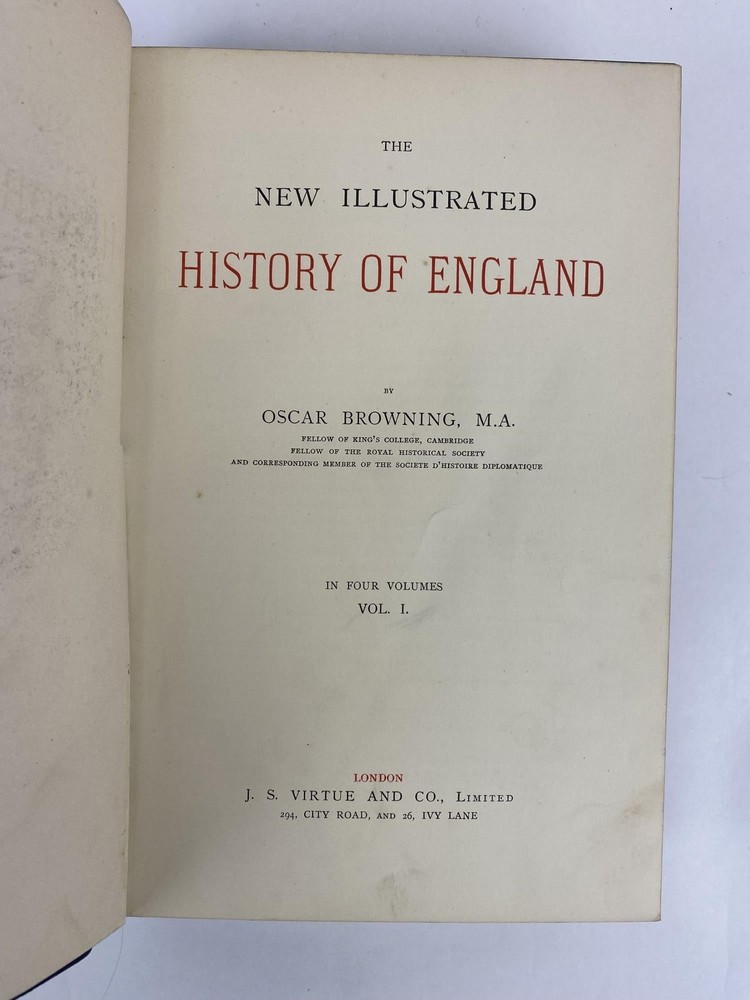 THE
NEW ILLUSTRATED
HISTORY OF ENGLAND
BY
OSCAR BROWNING, M.A.
FELLOW OF KING'S COLLEGE, CAMBRIDGE
FELLOW OF THE ROYAL HISTORICAL SOCIETY
AND CORRESPONDING MEMBER OF THE SOCIETE D'HISTOIRE DIPLOMATIQUE
IN FOUR VOLUMES
VOL. I.
LONDON
J. S. VIRTUE AND CO., LIMITED
294, CITY ROAD, AND 26, IVY LANE